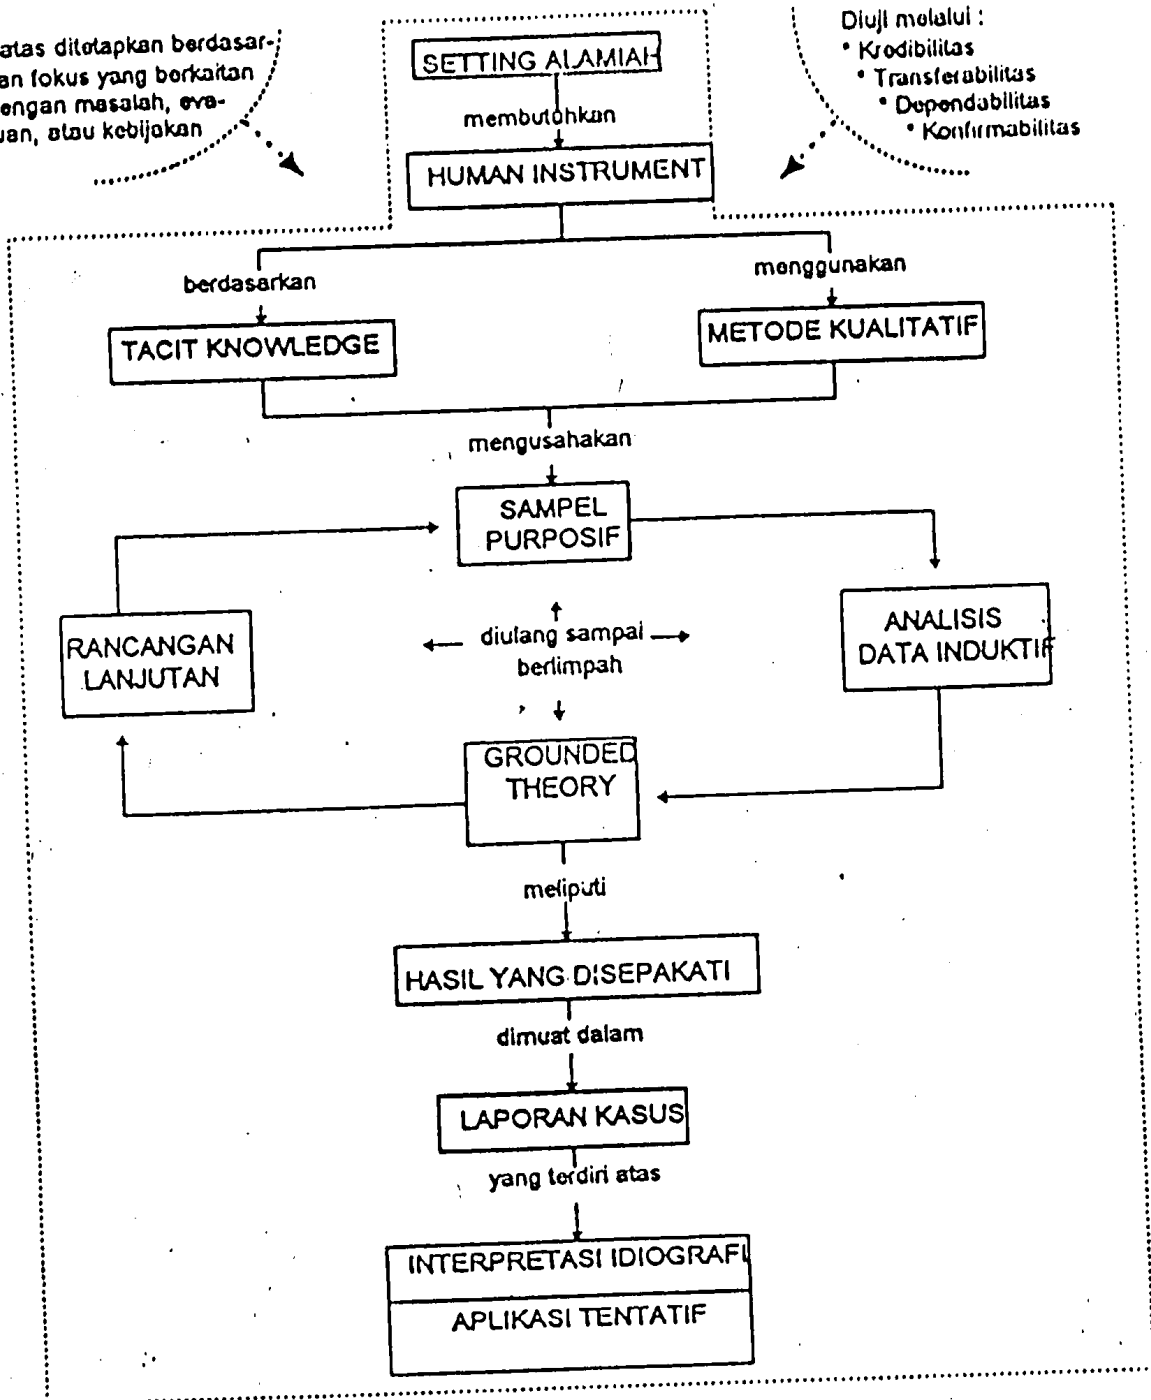 atas ditetapkan berdasar-
an fokus yang berkaitan
engan masalah, eva-
uan, atau kebijakan
Diuji melalui :
• Kredibilitas
• Transferabilitas
• Dependabilitas
• Konfirmabilitas
SETTING ALAMIAH
membutuhkan
HUMAN INSTRUMENT
berdasarkan
menggunakan
TACIT KNOWLEDGE
METODE KUALITATIF
mengusahakan
SAMPEL
PURPOSIF
RANCANGAN
LANJUTAN
diulang sampai
berlimpah
ANALISIS
DATA INDUKTIF
GROUNDED
THEORY
meliputi
HASIL YANG DISEPAKATI
dimuat dalam
LAPORAN KASUS
yang terdiri atas
INTERPRETASI IDIOGRAFI
APLIKASI TENTATIF